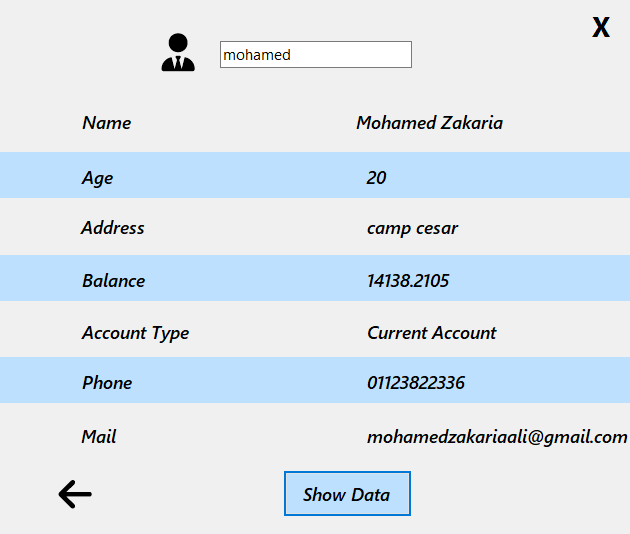 X
mohamed
Name Mohamed Zakaria
Age 20
Address camp cesar
Balance 14138.2105
Account Type Current Account
Phone 01123822336
Mail mohamedzakariaali@gmail.com
Show Data